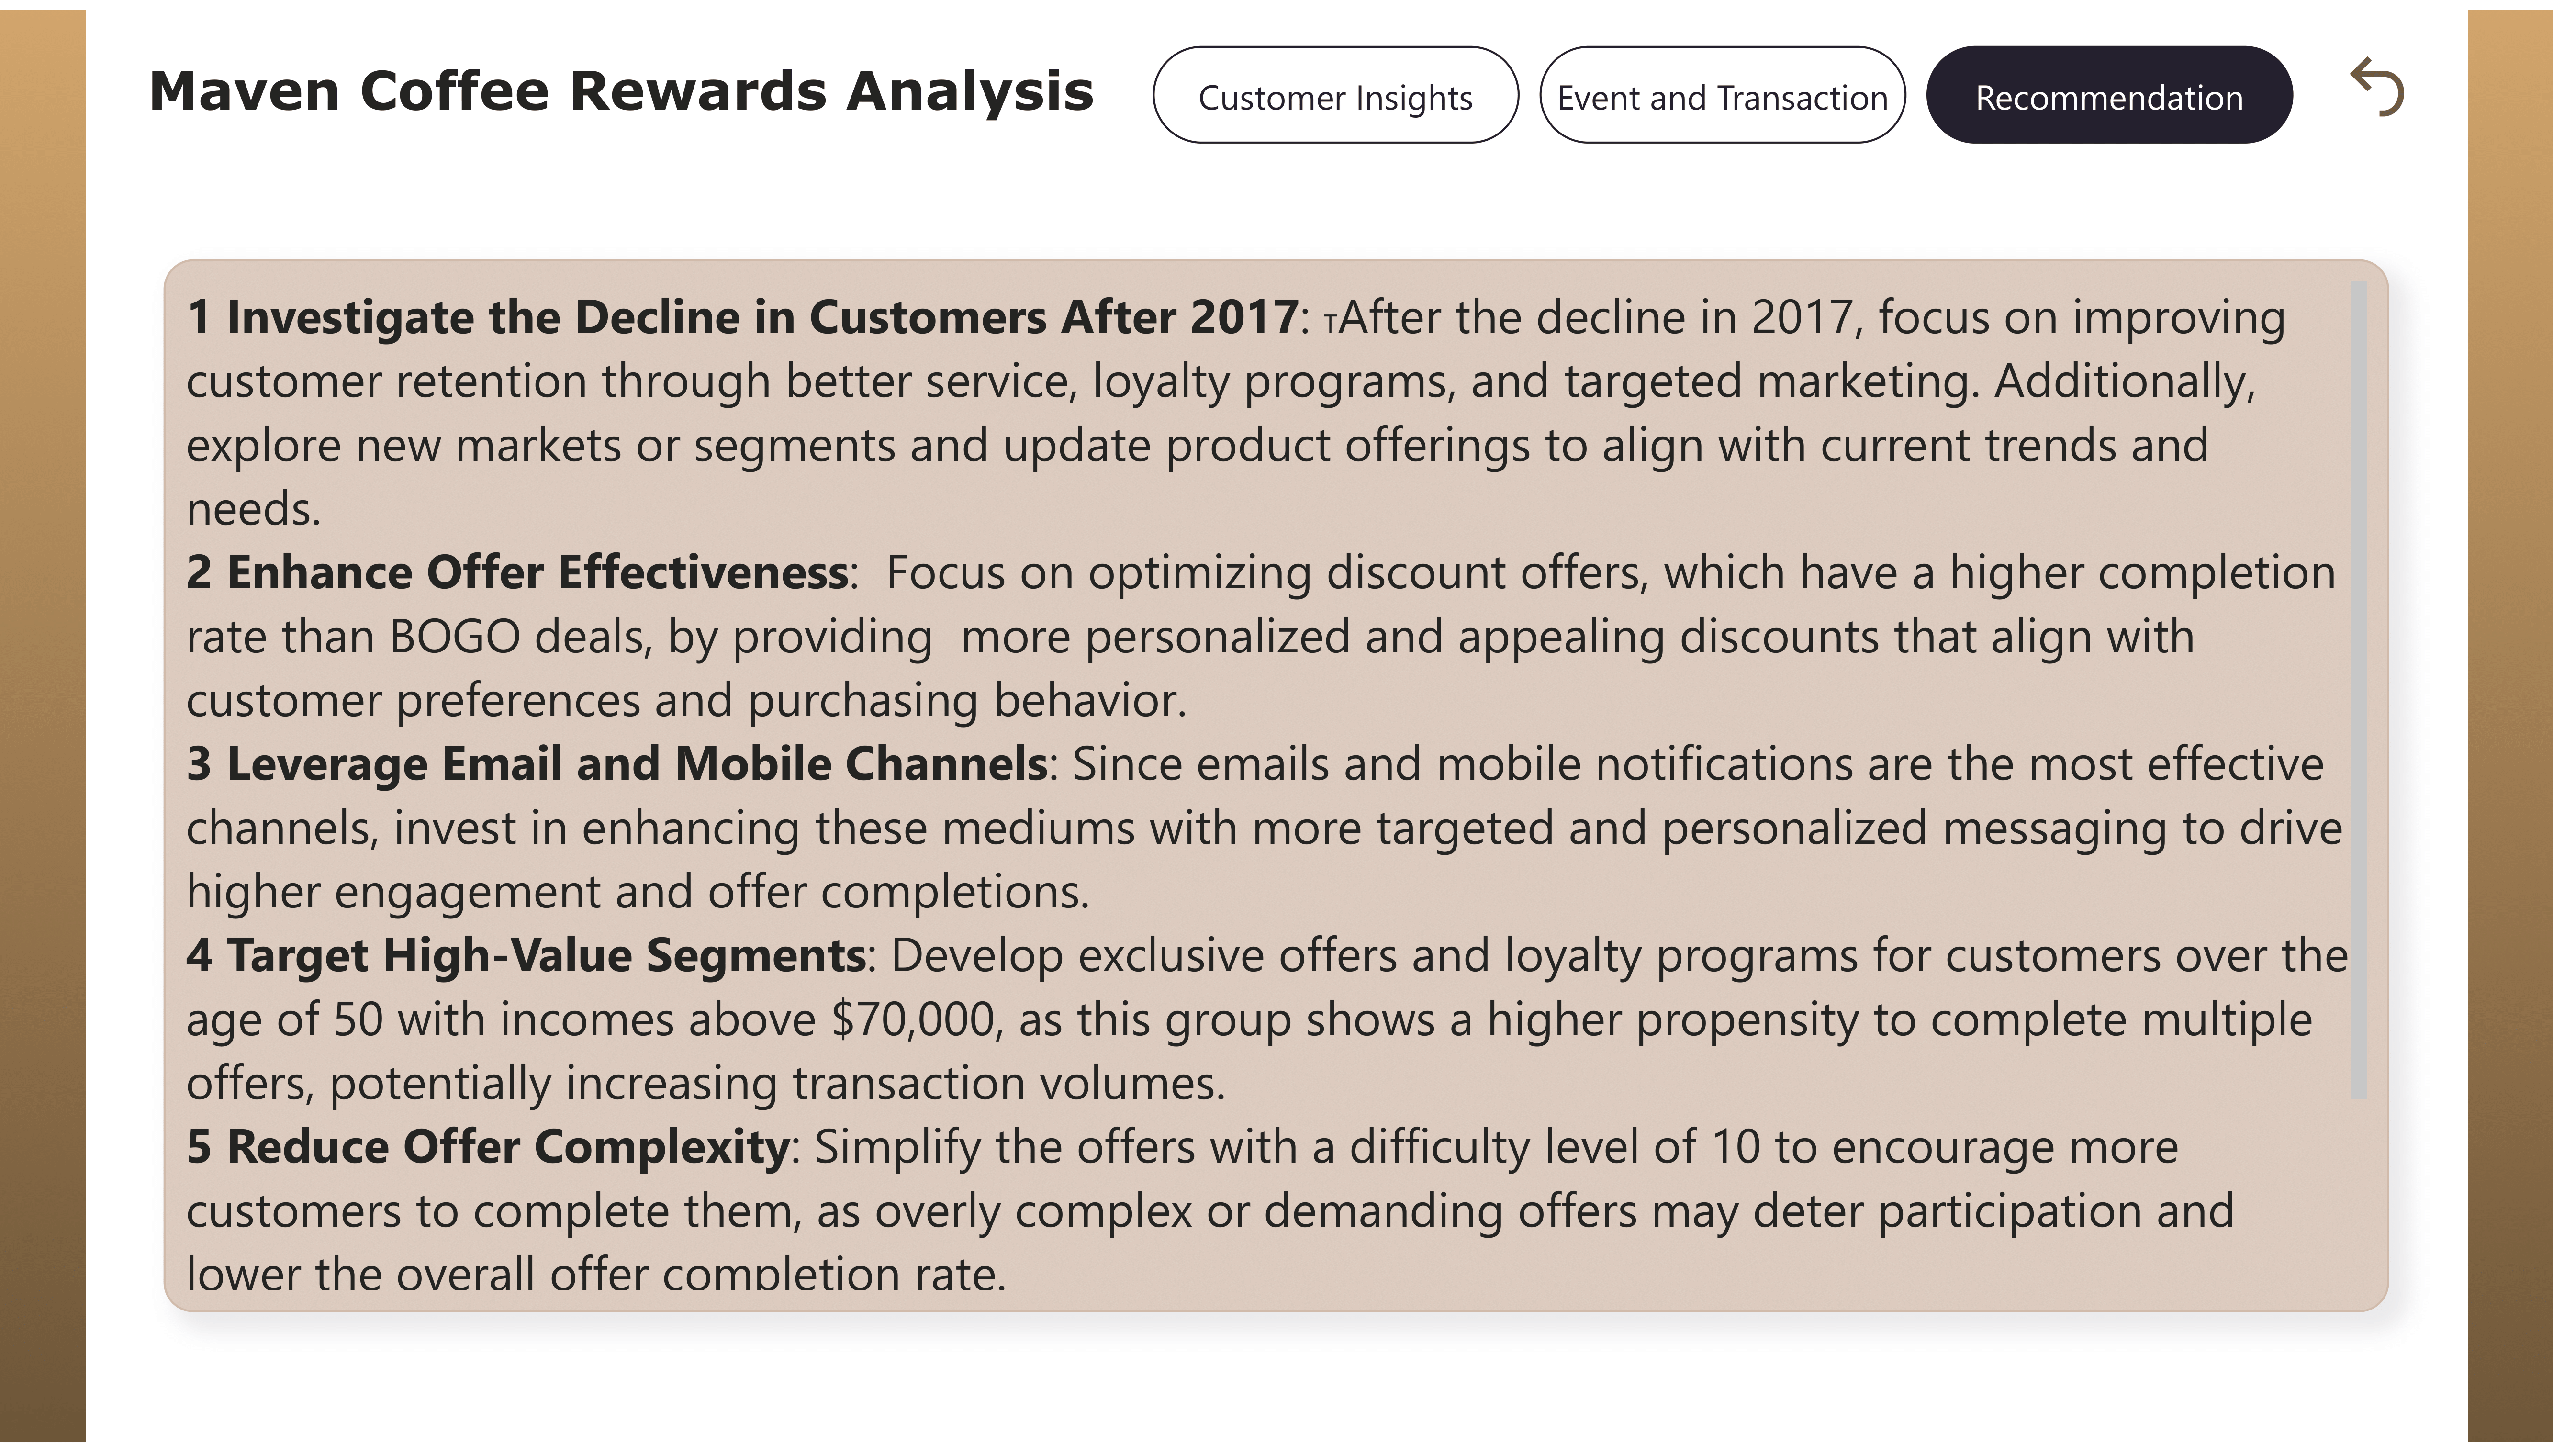 Maven Coffee Rewards Analysis
Customer Insights
Event and Transaction
Recommendation
1 Investigate the Decline in Customers After 2017: TAfter the decline in 2017, focus on improving
customer retention through better service, loyalty programs, and targeted marketing. Additionally,
explore new markets or segments and update product offerings to align with current trends and
needs.
2 Enhance Offer Effectiveness:  Focus on optimizing discount offers, which have a higher completion
rate than BOGO deals, by providing  more personalized and appealing discounts that align with
customer preferences and purchasing behavior.
3 Leverage Email and Mobile Channels: Since emails and mobile notifications are the most effective
channels, invest in enhancing these mediums with more targeted and personalized messaging to drive
higher engagement and offer completions.
4 Target High-Value Segments: Develop exclusive offers and loyalty programs for customers over the
age of 50 with incomes above $70,000, as this group shows a higher propensity to complete multiple
offers, potentially increasing transaction volumes.
5 Reduce Offer Complexity: Simplify the offers with a difficulty level of 10 to encourage more
customers to complete them, as overly complex or demanding offers may deter participation and
lower the overall offer completion rate.